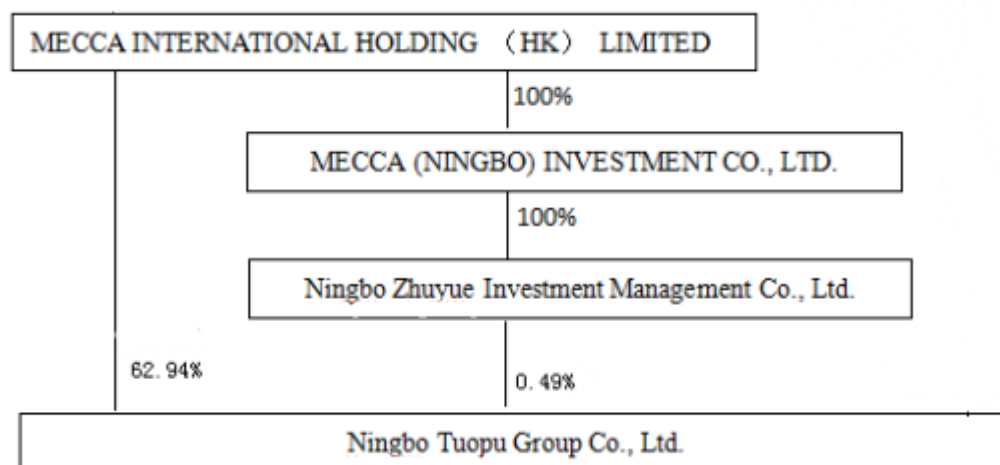 MECCA INTERNATIONAL HOLDING （HK） LIMITED
100%
MECCA (NINGBO) INVESTMENT CO., LTD.
100%
Ningbo Zhuyue Investment Management Co., Ltd.
62.94%
0.49%
Ningbo Tuopu Group Co., Ltd.